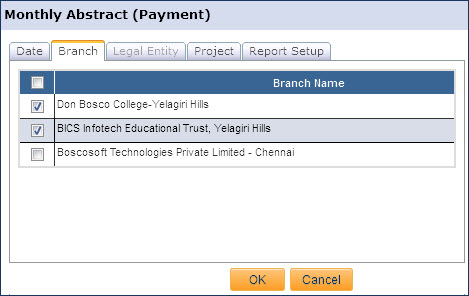 Monthly Abstract (Payment)
Date Branch Legal Entity Project Report Setup
Branch Name
Don Bosco College-Yelagiri Hills
BICS Infotech Educational Trust, Yelagiri Hills
Boscosoft Technologies Private Limited - Chennai
OK Cancel